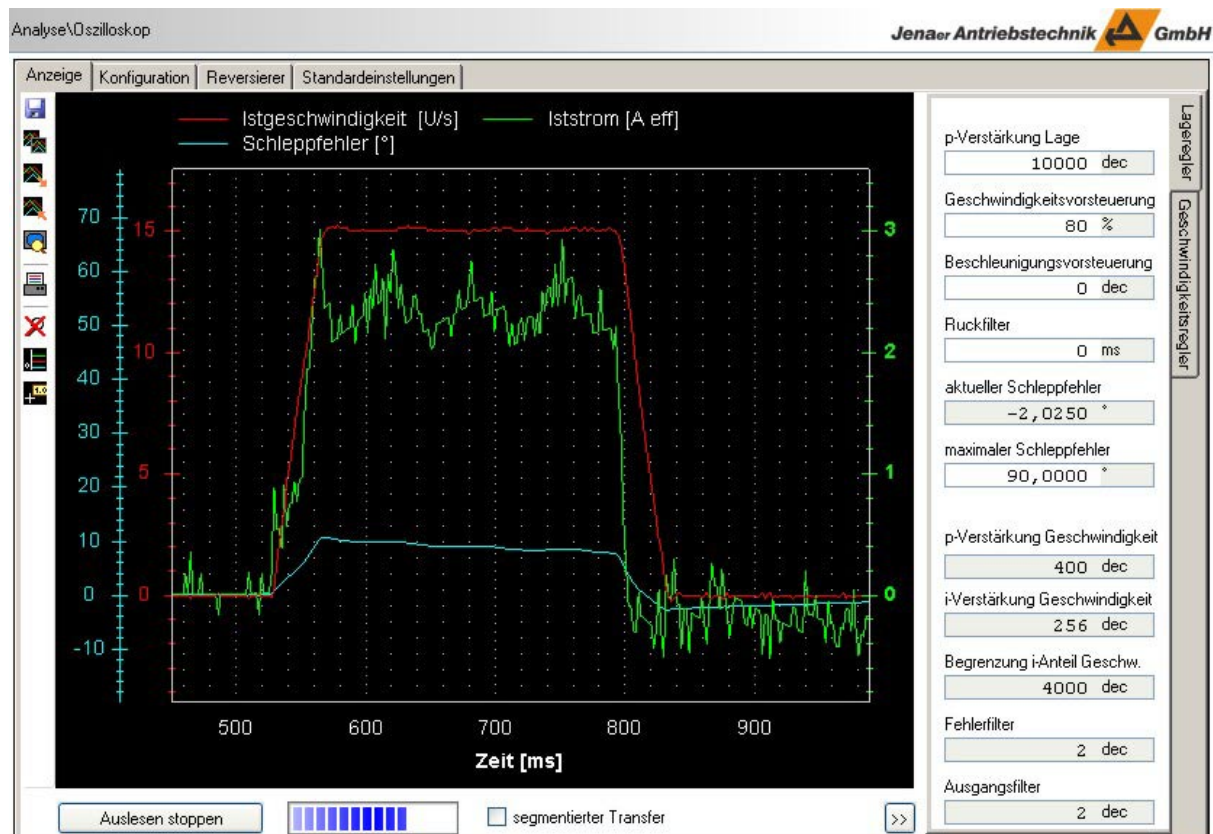 Analyse\Oszilloskop
Jenaer Antriebstechnik GmbH
Anzeige Konfiguration Reversierer Standardeinstellungen
Istgeschwindigkeit [U/s] Iststrom [A eff]
Schleppfehler [°]
70
60
50
40
30
20
10
0
-10
15
10
5
0
3
2
1
0
500 600 700 800 900
Zeit [ms]
Auslesen stoppen segmentierter Transfer >>
p-Verstärkung Lage
10000 dec
Geschwindigkeitsvorsteuerung
80 %
Beschleunigungsvorsteuerung
0 dec
Ruckfilter
0 ms
aktueller Schleppfehler
-2,0250 °
maximaler Schleppfehler
90,0000 °
p-Verstärkung Geschwindigkeit
400 dec
i-Verstärkung Geschwindigkeit
256 dec
Begrenzung i-Anteil Geschw.
4000 dec
Fehlerfilter
2 dec
Ausgangsfilter
2 dec
Lageregler
Geschwindigkeitsregler